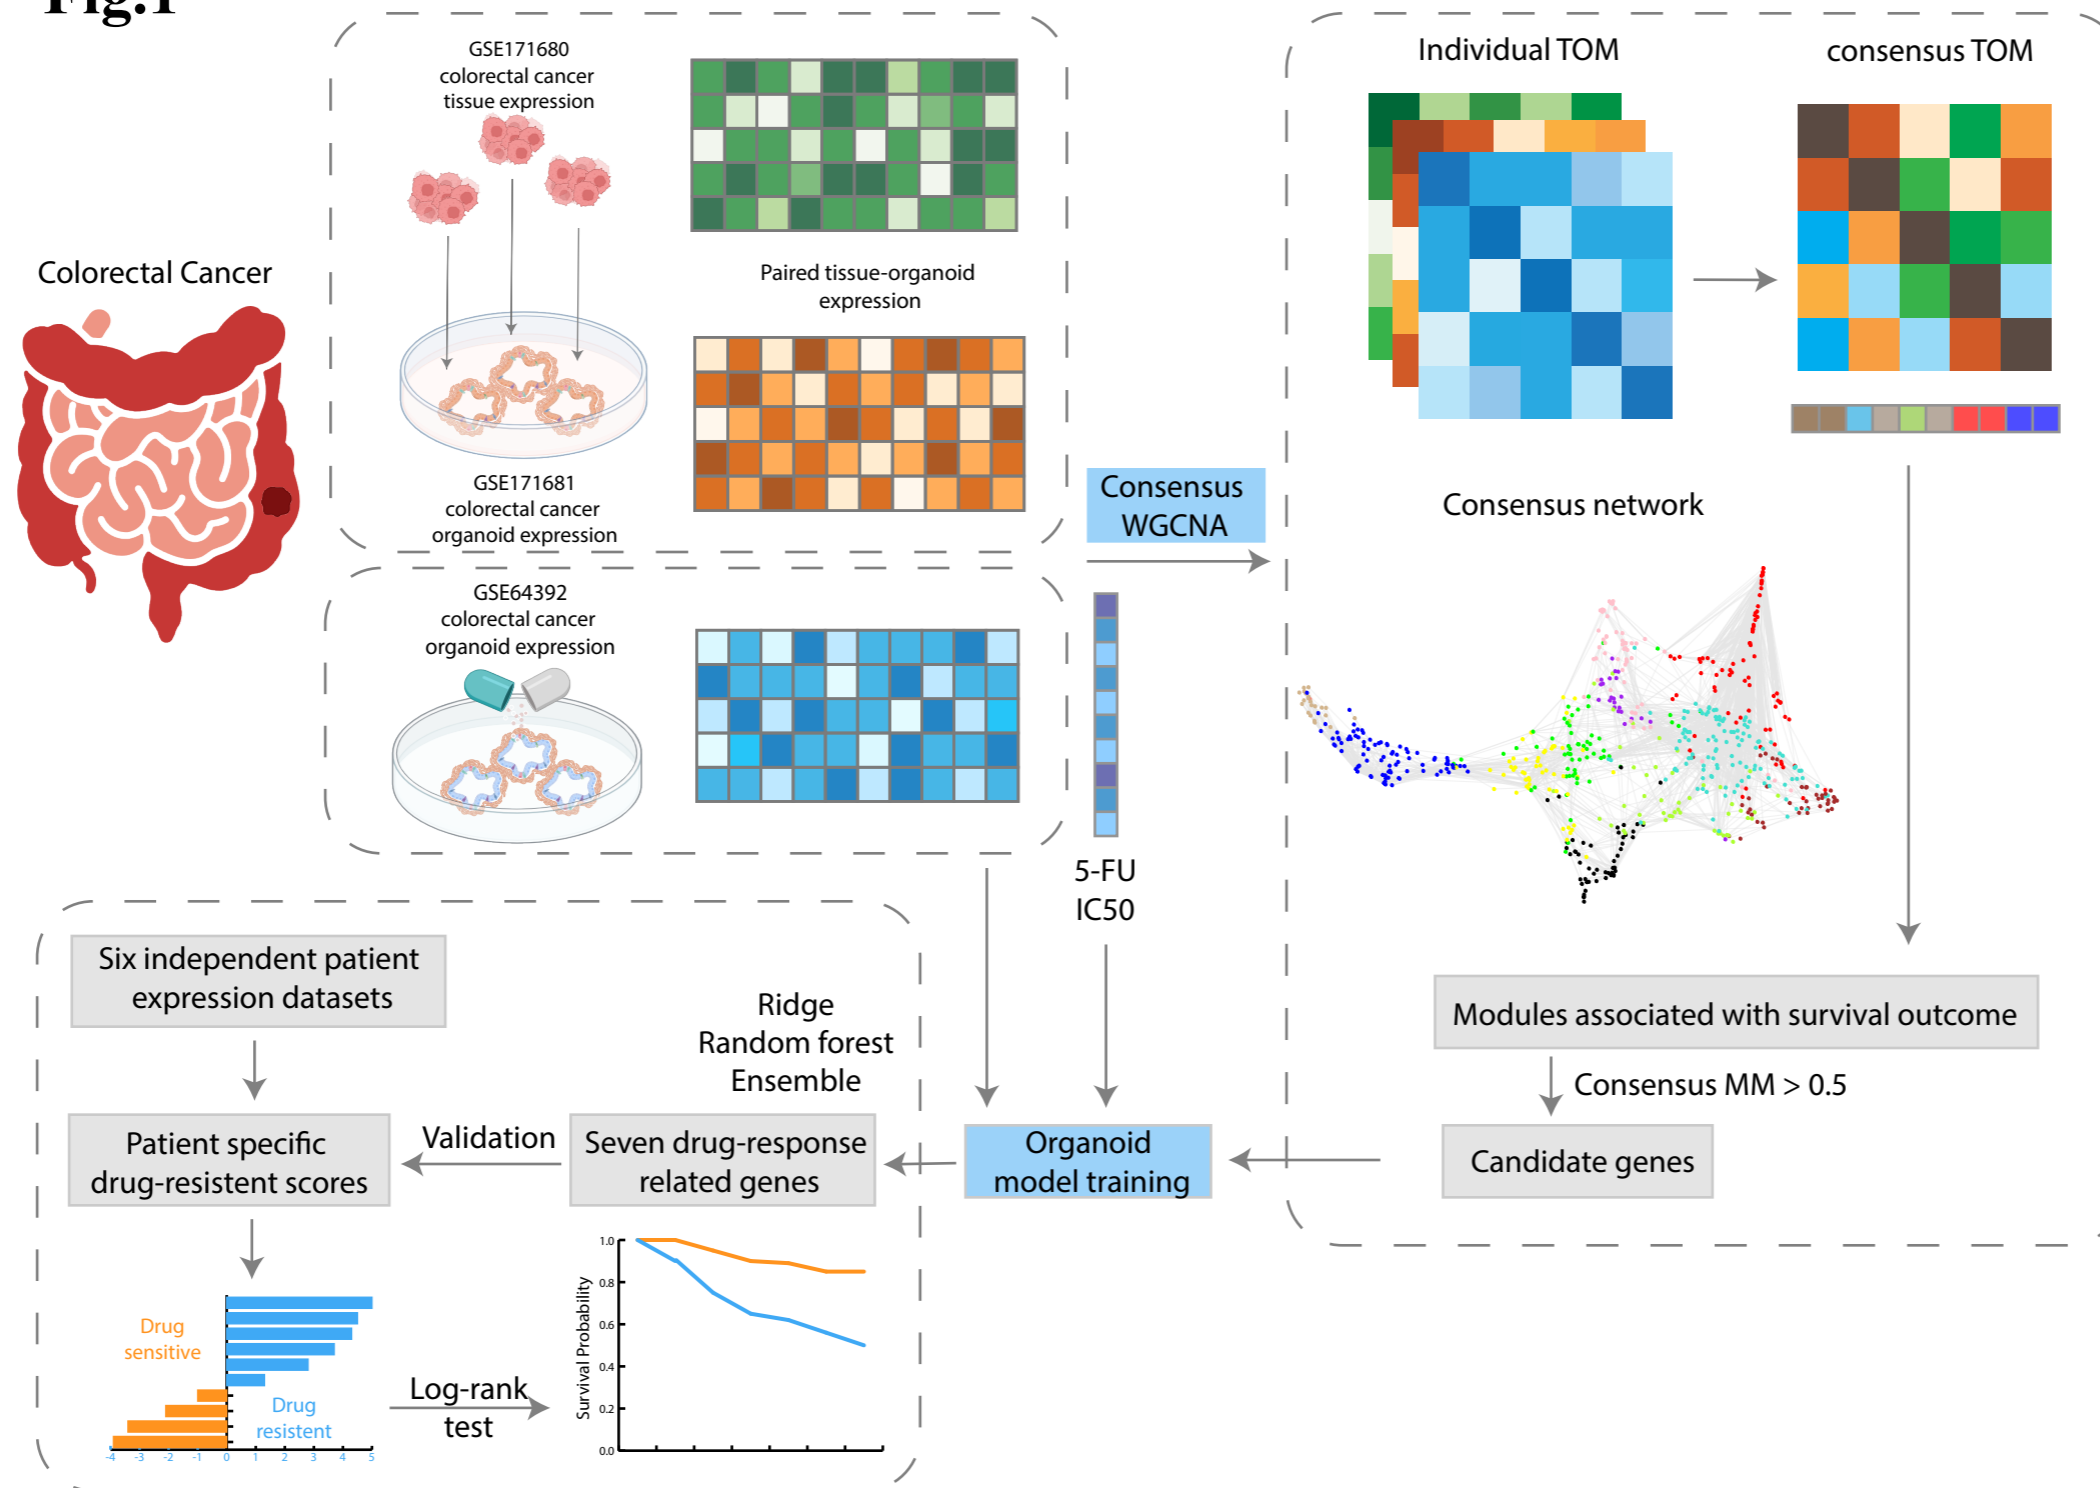 Fig.1
GSE171680
colorectal cancer
tissue expression
Colorectal Cancer
Paired tissue-organoid
expression
GSE171681
colorectal cancer
organoid expression
GSE64392
colorectal cancer
organoid expression
Consensus
WGCNA
5-FU
IC50
Individual TOM
consensus TOM
Consensus network
Modules associated with survival outcome
Consensus MM > 0.5
Candidate genes
Organoid
model training
Ridge
Random forest
Ensemble
Seven drug-response
related genes
Validation
Six independent patient
expression datasets
Patient specific
drug-resistent scores
Drug
sensitive
Drug
resistent
-4 -3 -2 -1 0 1 2 3 4 5
Log-rank
test
Survival Probability
1.0
0.8
0.6
0.4
0.2
0.0